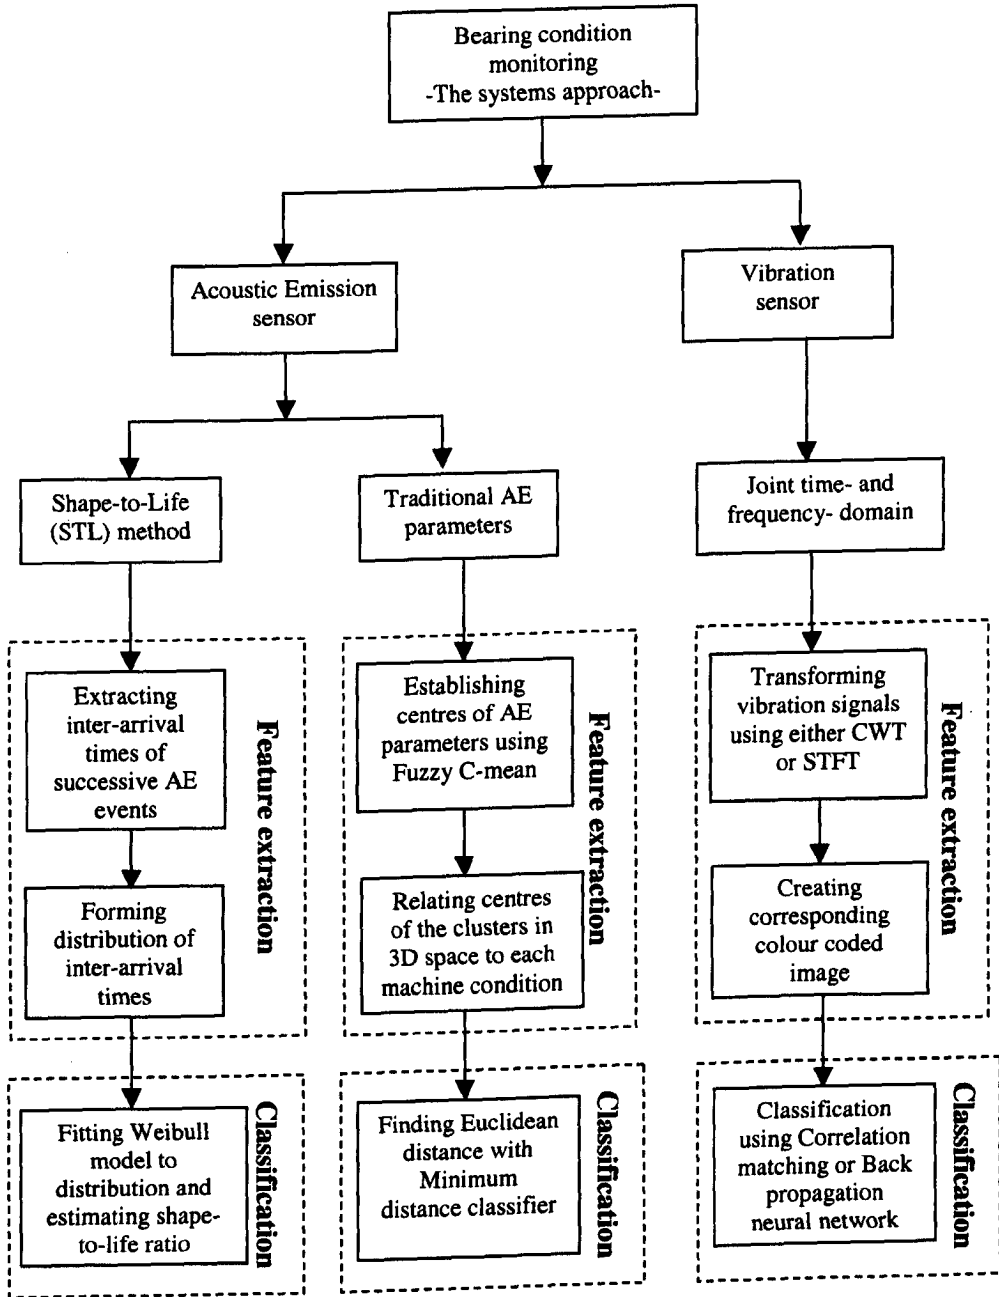 Bearing condition
monitoring
-The systems approach-
Acoustic Emission
sensor
Vibration
sensor
Shape-to-Life
(STL) method
Traditional AE
parameters
Joint time- and
frequency- domain
Extracting
inter-arrival
times of
successive AE
events
Forming
distribution of
inter-arrival
times
Feature extraction
Establishing
centres of AE
parameters using
Fuzzy C-mean
Relating centres
of the clusters in
3D space to each
machine condition
Feature extraction
Transforming
vibration signals
using either CWT
or STFT
Creating
corresponding
colour coded
image
Feature extraction
Fitting Weibull
model to
distribution and
estimating shape-
to-life ratio
Classification
Finding Euclidean
distance with
Minimum
distance classifier
Classification
Classification
using Correlation
matching or Back
propagation
neural network
Classification